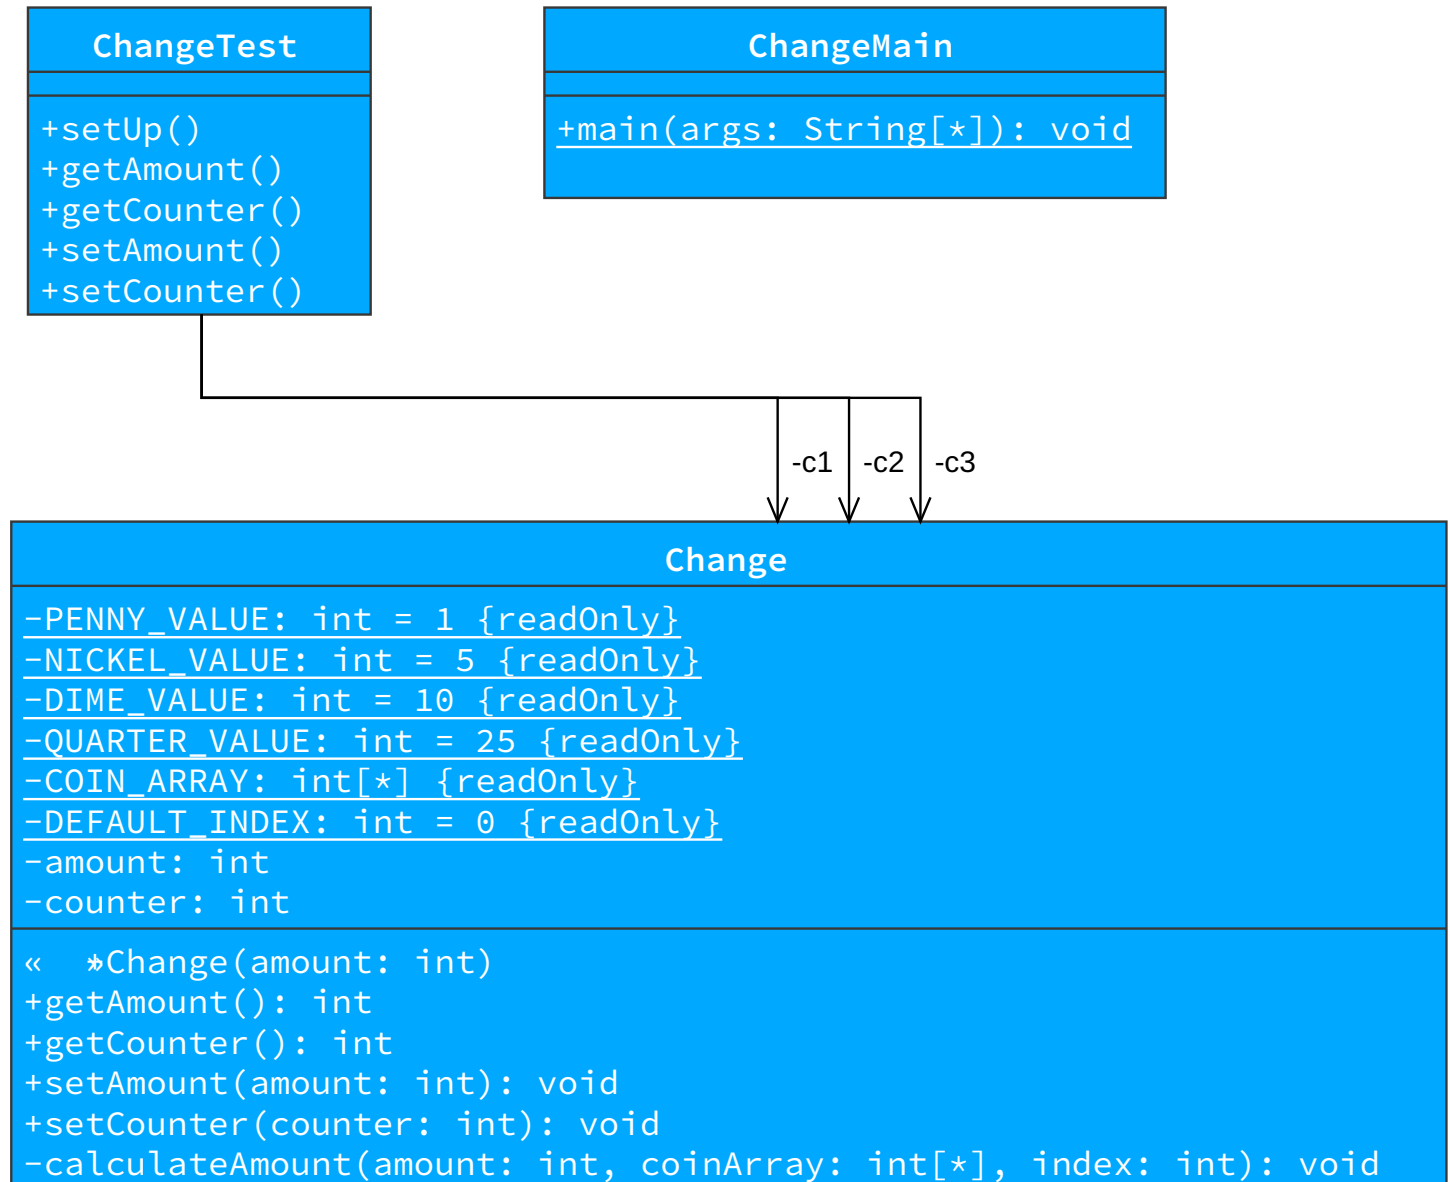 ChangeTest
+setUp()
+getAmount()
+getCounter()
+setAmount()
+setCounter()
ChangeMain
+main(args: String[*]): void
-c1
-c2
-c3
Change
-PENNY_VALUE: int = 1 {readOnly}
-NICKEL_VALUE: int = 5 {readOnly}
-DIME_VALUE: int = 10 {readOnly}
-QUARTER_VALUE: int = 25 {readOnly}
-COIN_ARRAY: int[*] {readOnly}
-DEFAULT_INDEX: int = 0 {readOnly}
-amount: int
-counter: int
« »Change(amount: int)
+getAmount(): int
+getCounter(): int
+setAmount(amount: int): void
+setCounter(counter: int): void
-calculateAmount(amount: int, coinArray: int[*], index: int): void